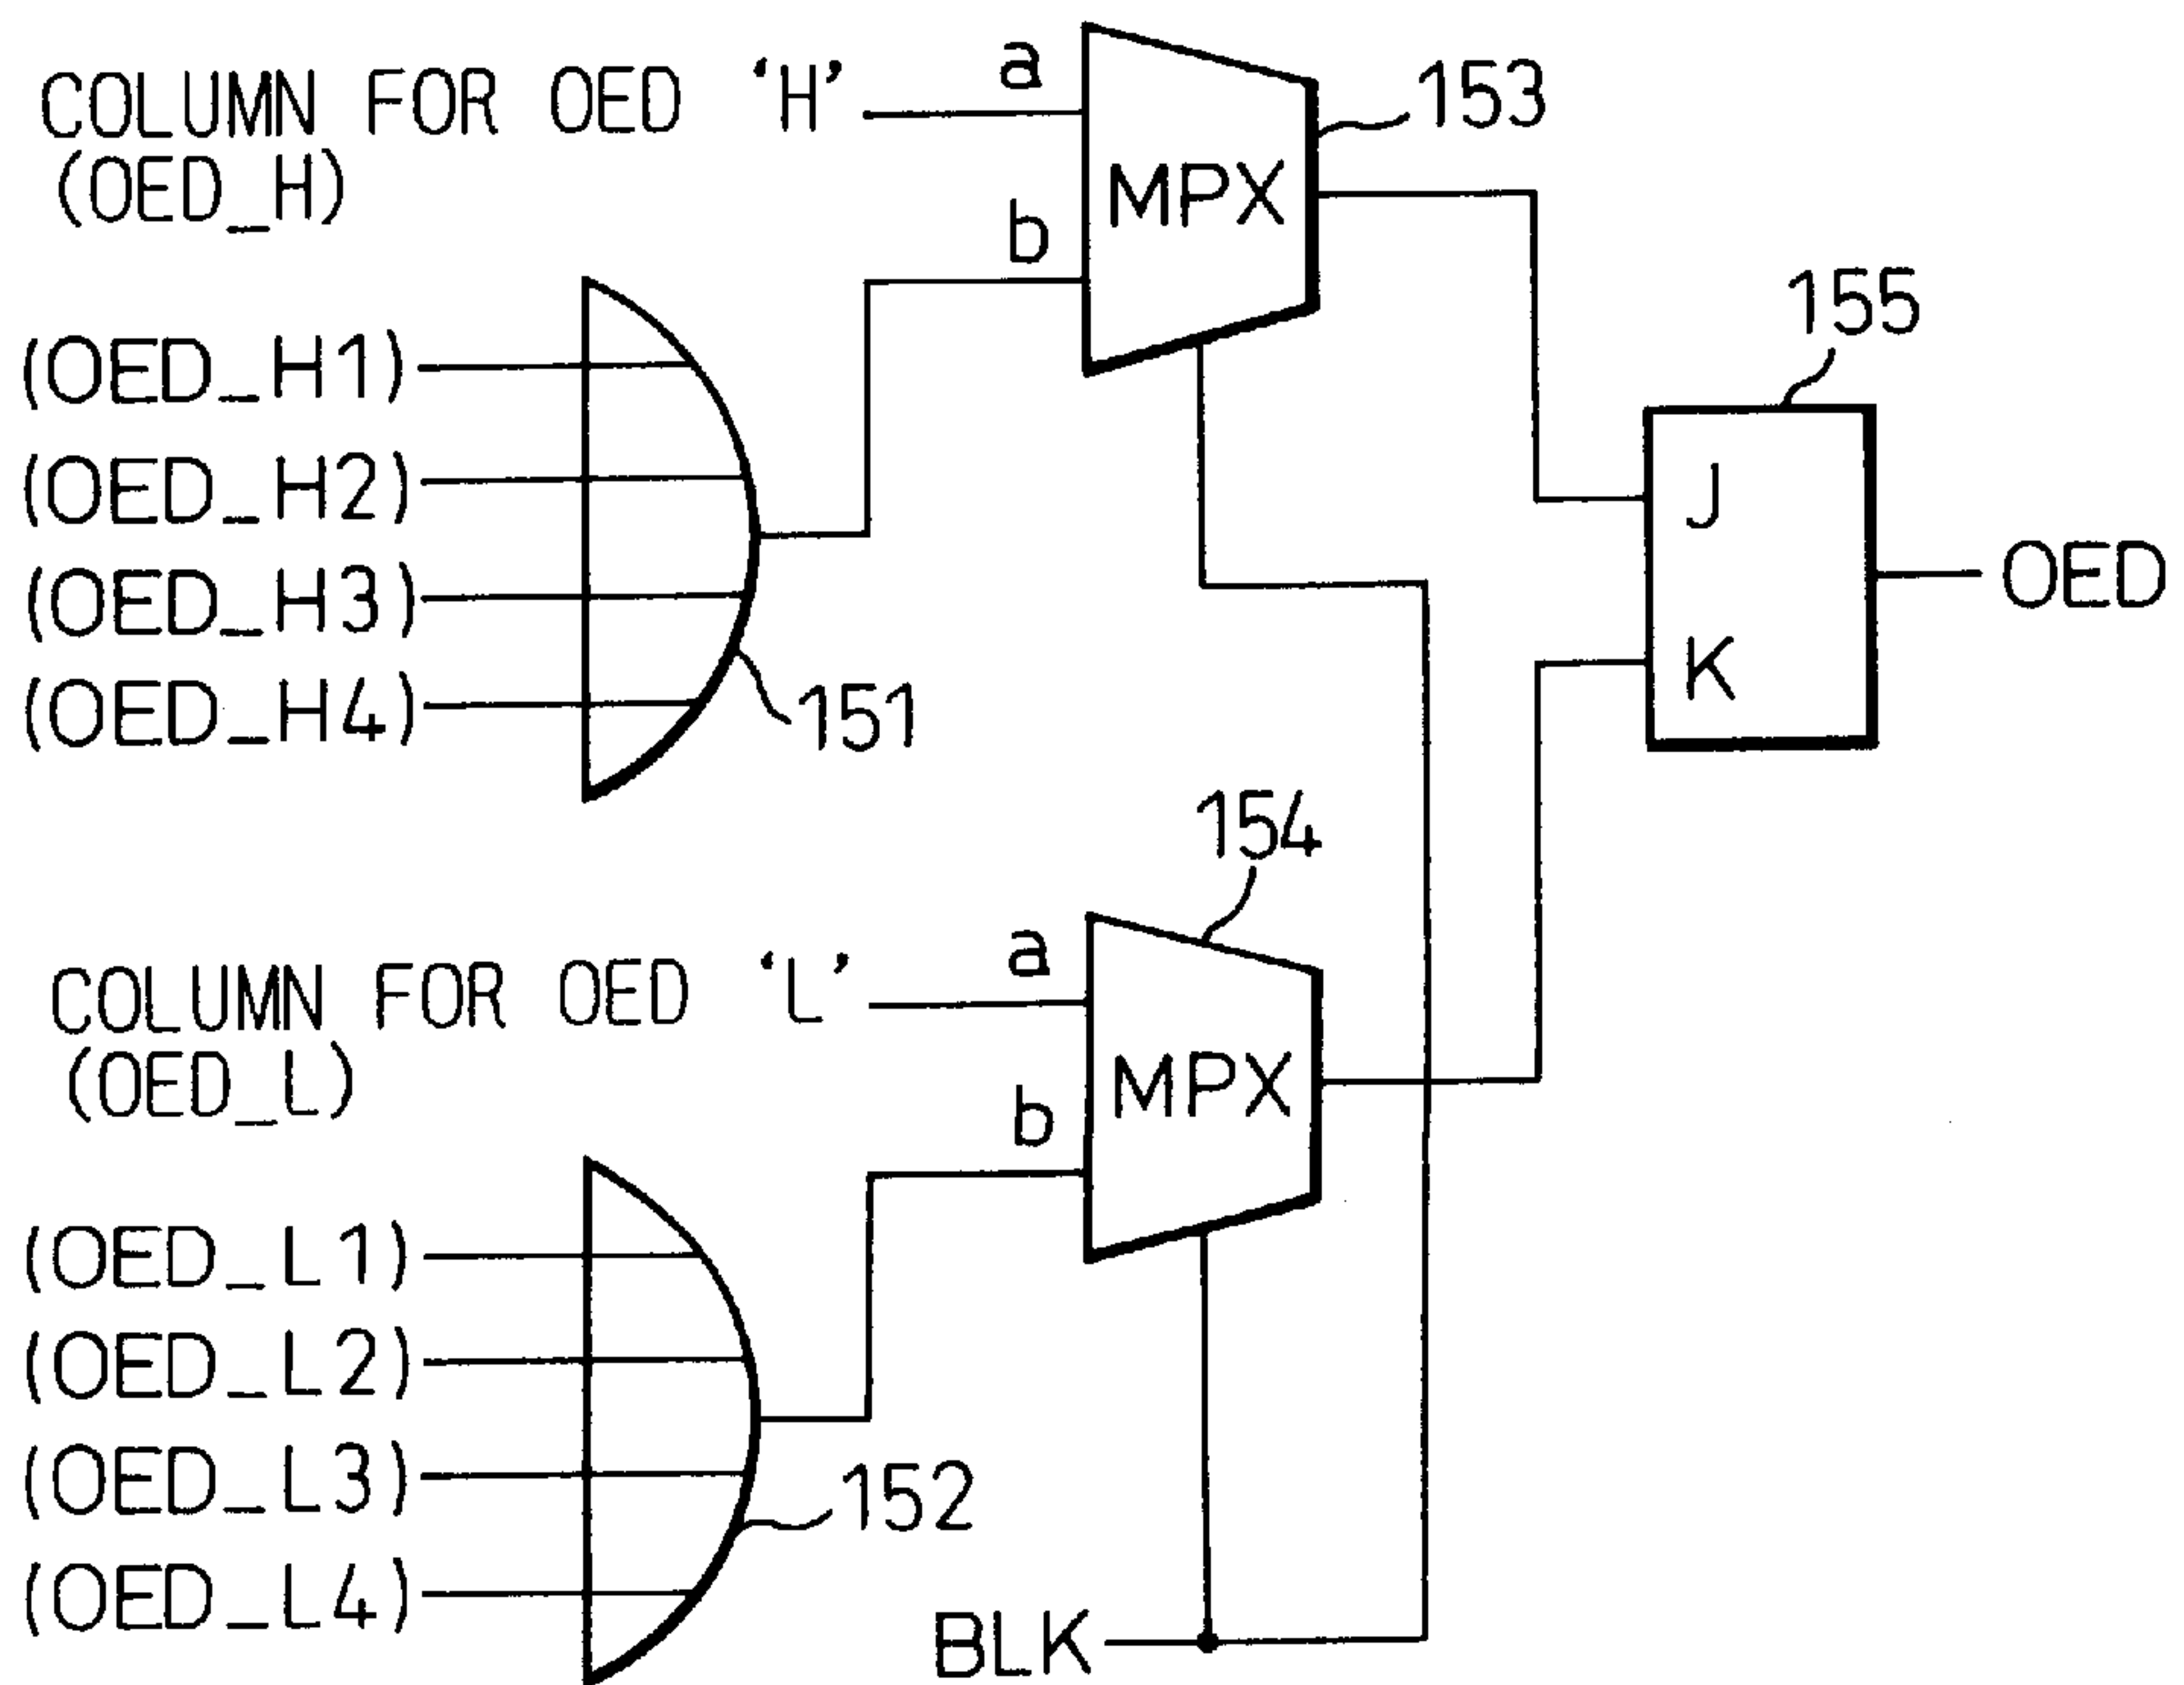 a
COLUMN FOR OED ‘H’
(OED_H)
153
MPX
b
155
(OED_H1)
(OED_H2)
(OED_H3)
(OED_H4)
151
J
K
OED
154
a
COLUMN FOR OED ‘L’
(OED_L)
MPX
b
(OED_L1)
(OED_L2)
(OED_L3)
(OED_L4)
152
BLK